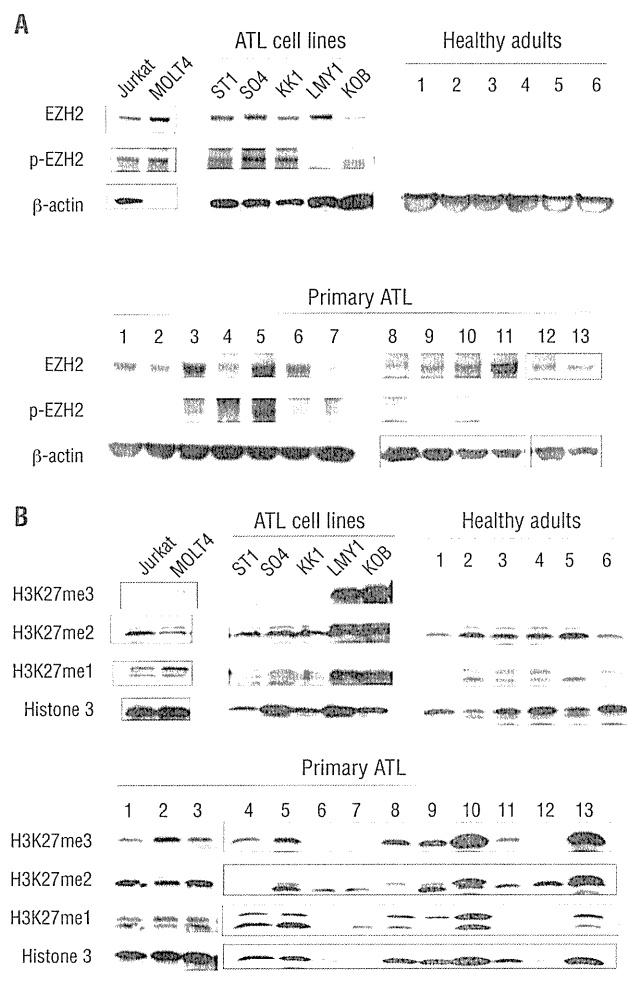 A
ATL cell lines Healthy adults
Jurkat MOLT4 ST1 SO4 KK1 LMY1 KOB 1 2 3 4 5 6
EZH2
p-EZH2
β-actin
Primary ATL
1 2 3 4 5 6 7 8 9 10 11 12 13
EZH2
p-EZH2
β-actin
B
ATL cell lines Healthy adults
Jurkat MOLT4 ST1 SO4 KK1 LMY1 KOB 1 2 3 4 5 6
H3K27me3
H3K27me2
H3K27me1
Histone 3
Primary ATL
1 2 3 4 5 6 7 8 9 10 11 12 13
H3K27me3
H3K27me2
H3K27me1
Histone 3